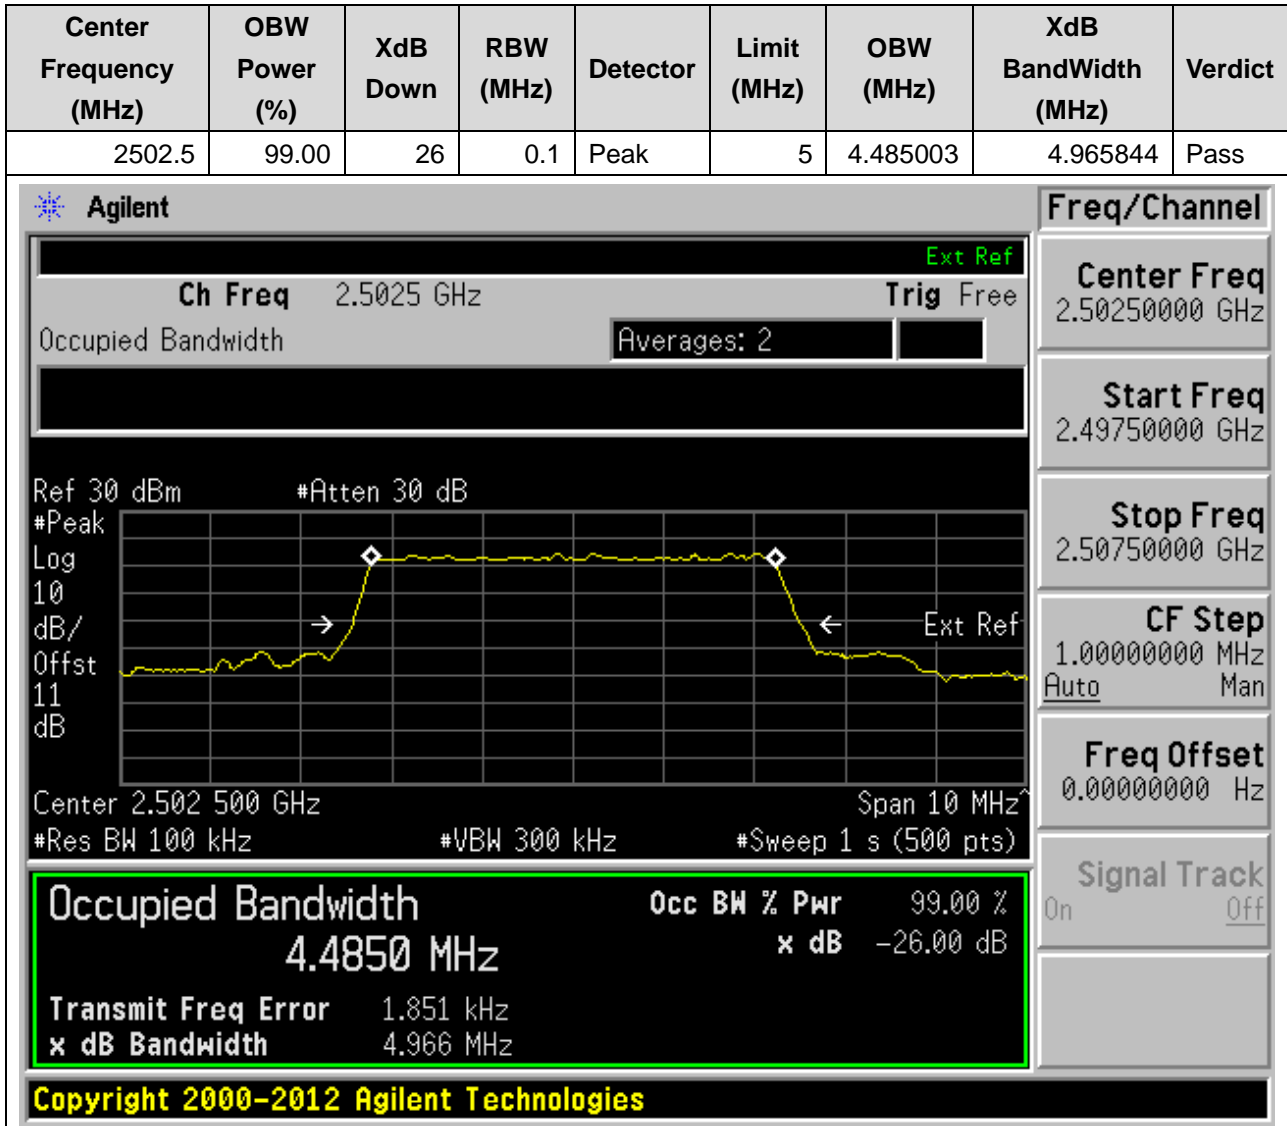 Center Frequency (MHz) OBW Power (%) XdB Down RBW (MHz) Detector Limit (MHz) OBW (MHz) XdB BandWidth (MHz) Verdict
2502.5 99.00 26 0.1 Peak 5 4.485003 4.965844 Pass
Agilent
Freq/Channel
Ext Ref
Ch Freq 2.5025 GHz Trig Free
Occupied Bandwidth Averages: 2
Ref 30 dBm #Atten 30 dB
#Peak
Log
10
dB/
Offst
11
dB
Ext Ref
Center 2.502 500 GHz Span 10 MHz^
#Res BW 100 kHz #VBW 300 kHz #Sweep 1 s (500 pts)
Occupied Bandwidth Occ BW % Pwr 99.00 %
4.4850 MHz x dB -26.00 dB
Transmit Freq Error 1.851 kHz
x dB Bandwidth 4.966 MHz
Center Freq
2.50250000 GHz
Start Freq
2.49750000 GHz
Stop Freq
2.50750000 GHz
CF Step
1.00000000 MHz
Auto Man
Freq Offset
0.00000000 Hz
Signal Track
On Off
Copyright 2000-2012 Agilent Technologies